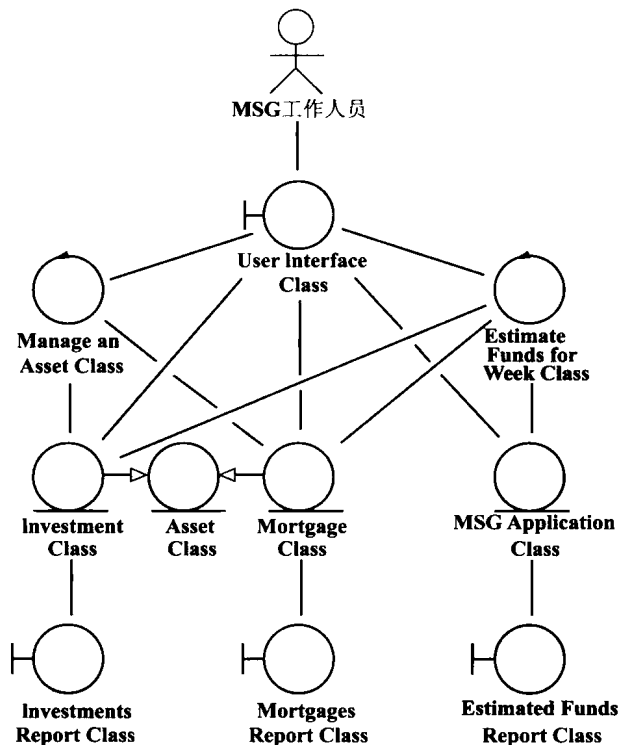 MSG工作人员
User Interface
Class
Manage an
Asset Class
Estimate
Funds for
Week Class
Investment
Class
Asset
Class
Mortgage
Class
MSG Application
Class
Investments
Report Class
Mortgages
Report Class
Estimated Funds
Report Class